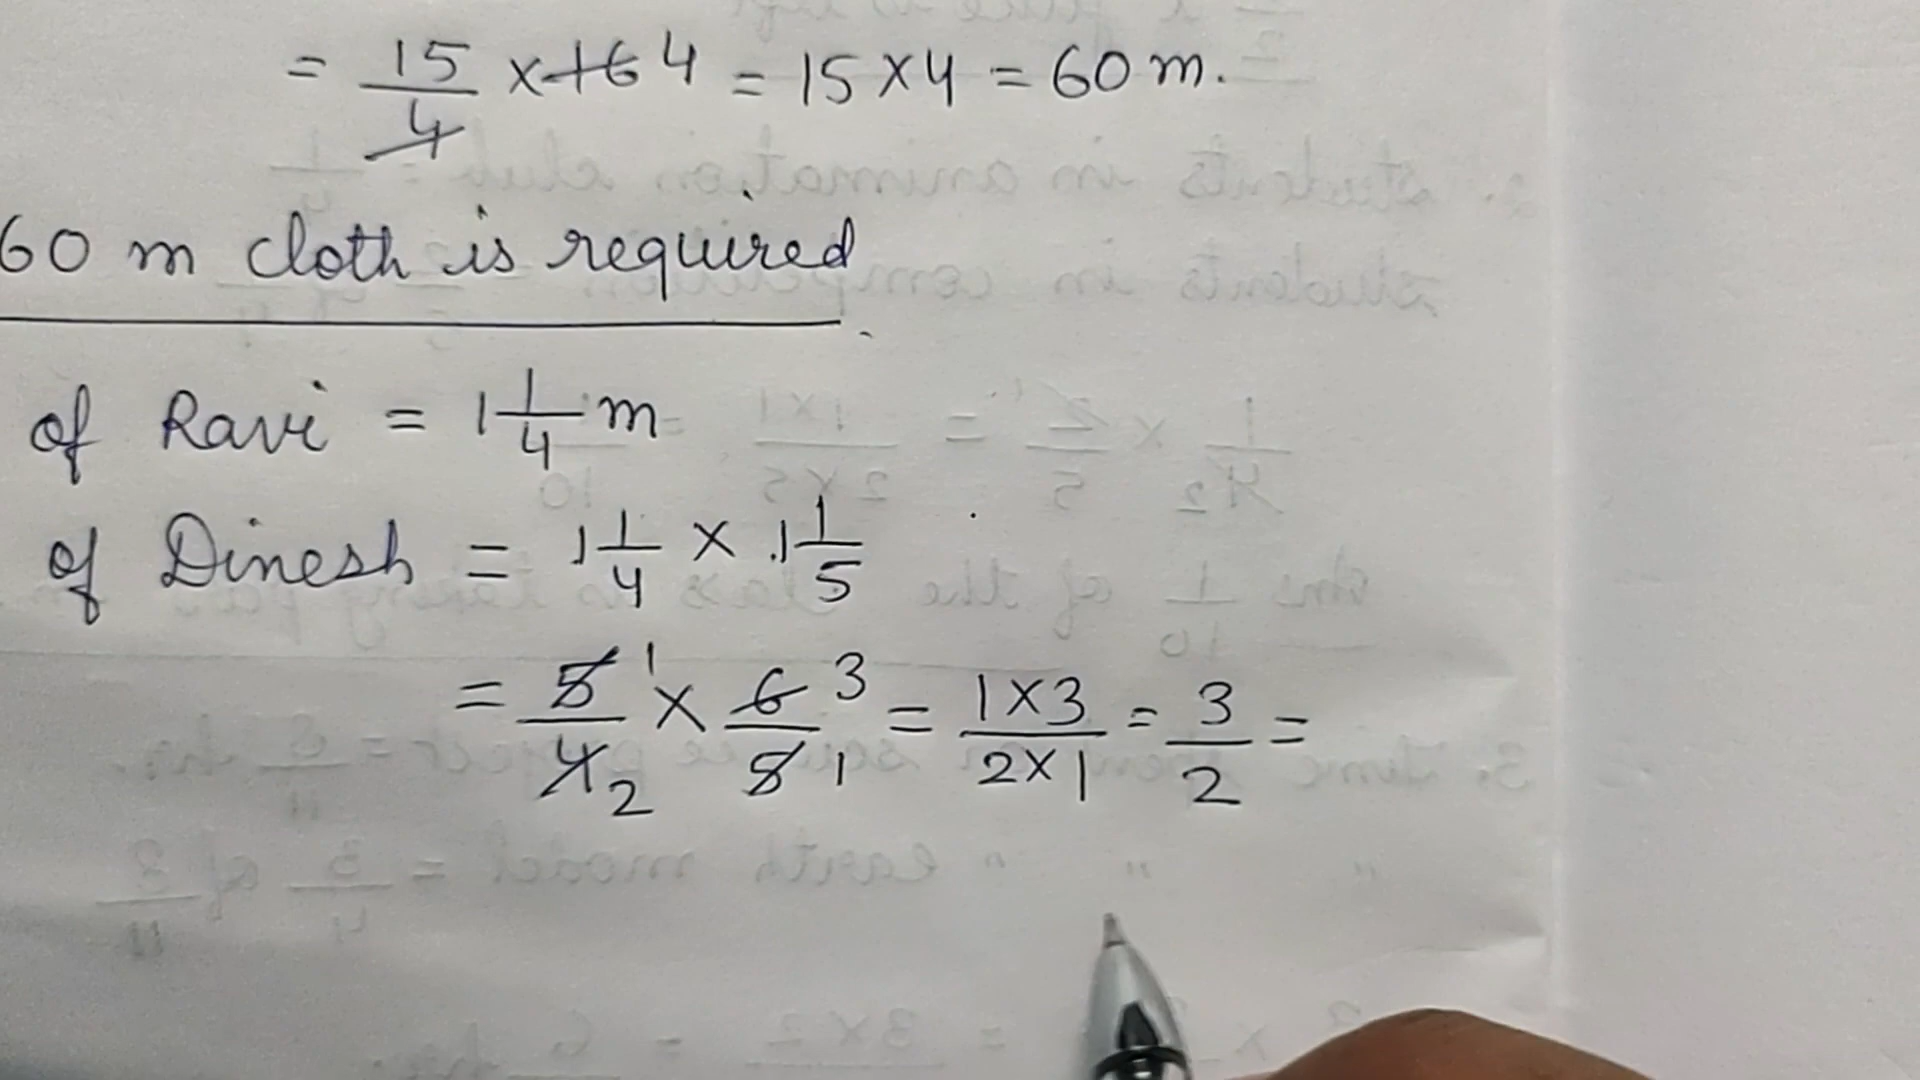 = 15/4 × 16 4 = 15 × 4 = 60 m.
60 m cloth is required
of Ravi = 1 1/4 m
of Dinesh = 1 1/4 × 1 1/5
= 5 1/4 2 × 6 3/5 1 = 1×3/2×1 = 3/2 =